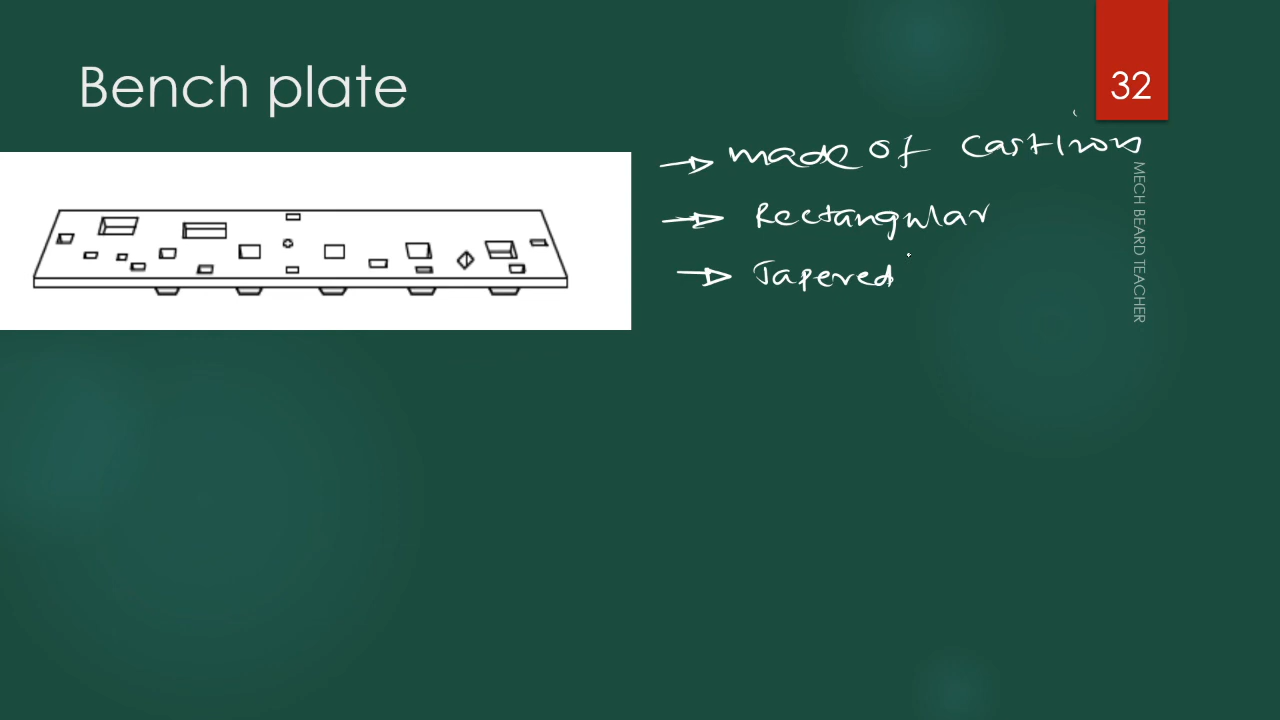 Bench plate
32
made of cast iron
Rectangular
Tapered
MECH BEARD TEACHER